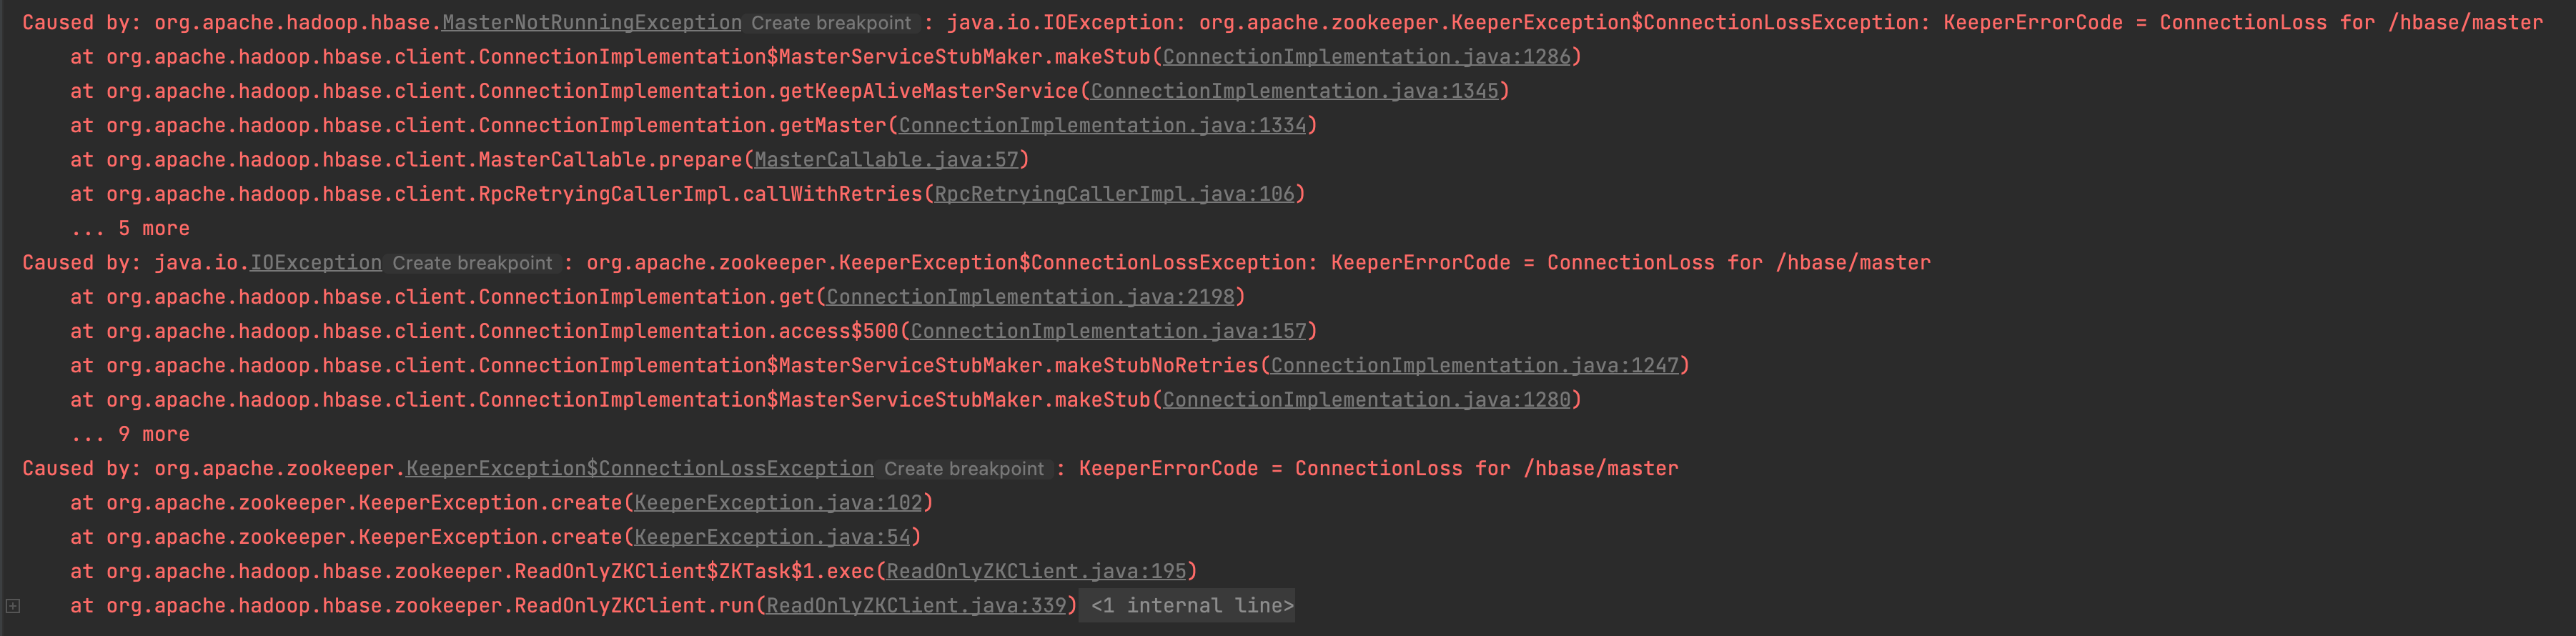 Caused by: org.apache.hadoop.hbase.MasterNotRunningException Create breakpoint : java.io.IOException: org.apache.zookeeper.KeeperException$ConnectionLossException: KeeperErrorCode = ConnectionLoss for /hbase/master
at org.apache.hadoop.hbase.client.ConnectionImplementation$MasterServiceStubMaker.makeStub(ConnectionImplementation.java:1286)
at org.apache.hadoop.hbase.client.ConnectionImplementation.getKeepAliveMasterService(ConnectionImplementation.java:1345)
at org.apache.hadoop.hbase.client.ConnectionImplementation.getMaster(ConnectionImplementation.java:1334)
at org.apache.hadoop.hbase.client.MasterCallable.prepare(MasterCallable.java:57)
at org.apache.hadoop.hbase.client.RpcRetryingCallerImpl.callWithRetries(RpcRetryingCallerImpl.java:106)
... 5 more
Caused by: java.io.IOException Create breakpoint : org.apache.zookeeper.KeeperException$ConnectionLossException: KeeperErrorCode = ConnectionLoss for /hbase/master
at org.apache.hadoop.hbase.client.ConnectionImplementation.get(ConnectionImplementation.java:2198)
at org.apache.hadoop.hbase.client.ConnectionImplementation.access$500(ConnectionImplementation.java:157)
at org.apache.hadoop.hbase.client.ConnectionImplementation$MasterServiceStubMaker.makeStubNoRetries(ConnectionImplementation.java:1247)
at org.apache.hadoop.hbase.client.ConnectionImplementation$MasterServiceStubMaker.makeStub(ConnectionImplementation.java:1280)
... 9 more
Caused by: org.apache.zookeeper.KeeperException$ConnectionLossException Create breakpoint : KeeperErrorCode = ConnectionLoss for /hbase/master
at org.apache.zookeeper.KeeperException.create(KeeperException.java:102)
at org.apache.zookeeper.KeeperException.create(KeeperException.java:54)
at org.apache.hadoop.hbase.zookeeper.ReadOnlyZKClient$ZKTask$1.exec(ReadOnlyZKClient.java:195)
at org.apache.hadoop.hbase.zookeeper.ReadOnlyZKClient.run(ReadOnlyZKClient.java:339) <1 internal line>